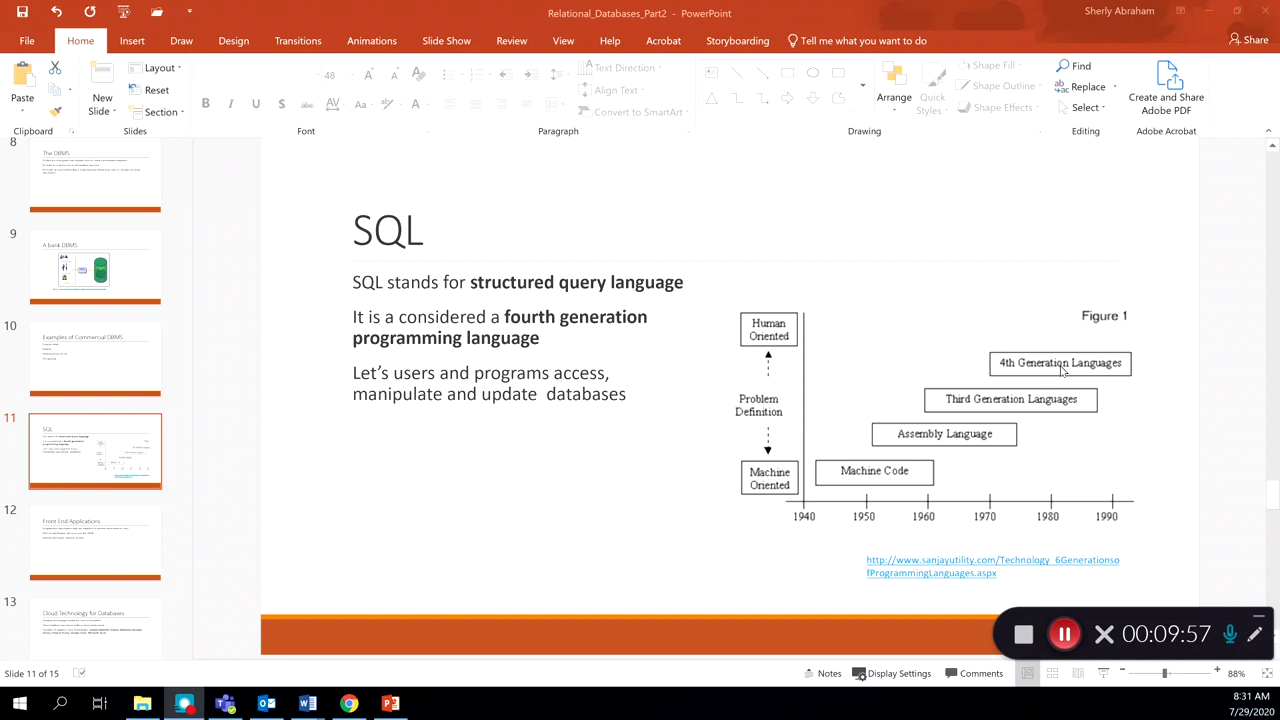 Relational_Databases_Part2 - PowerPoint
Sherly Abraham
File Home Insert Draw Design Transitions Animations Slide Show Review View Help Acrobat Storyboarding Tell me what you want to do Share
Paste
Clipboard
New Slide
Layout
Reset
Section
Slides
48
Font
Text Direction
Align Text
Convert to SmartArt
Paragraph
Arrange
Quick Styles
Shape Fill
Shape Outline
Shape Effects
Drawing
Find
Replace
Select
Editing
Create and Share
Adobe PDF
Adobe Acrobat
8
The DBMS
9
A bank DBMS
10
Examples of Commercial DBMS
11
SQL
12
Front End Applications
13
Cloud Technology for Databases
SQL
SQL stands for structured query language
It is a considered a fourth generation
programming language
Let's users and programs access,
manipulate and update databases
Figure 1
Human
Oriented
Problem
Definition
Machine
Oriented
4th Generation Languages
Third Generation Languages
Assembly Language
Machine Code
1940 1950 1960 1970 1980 1990
http://www.sanjayutility.com/Technology_6Generationso
fProgrammingLanguages.aspx
00:09:57
Slide 11 of 15
Notes Display Settings Comments 88%
8:31 AM
7/29/2020